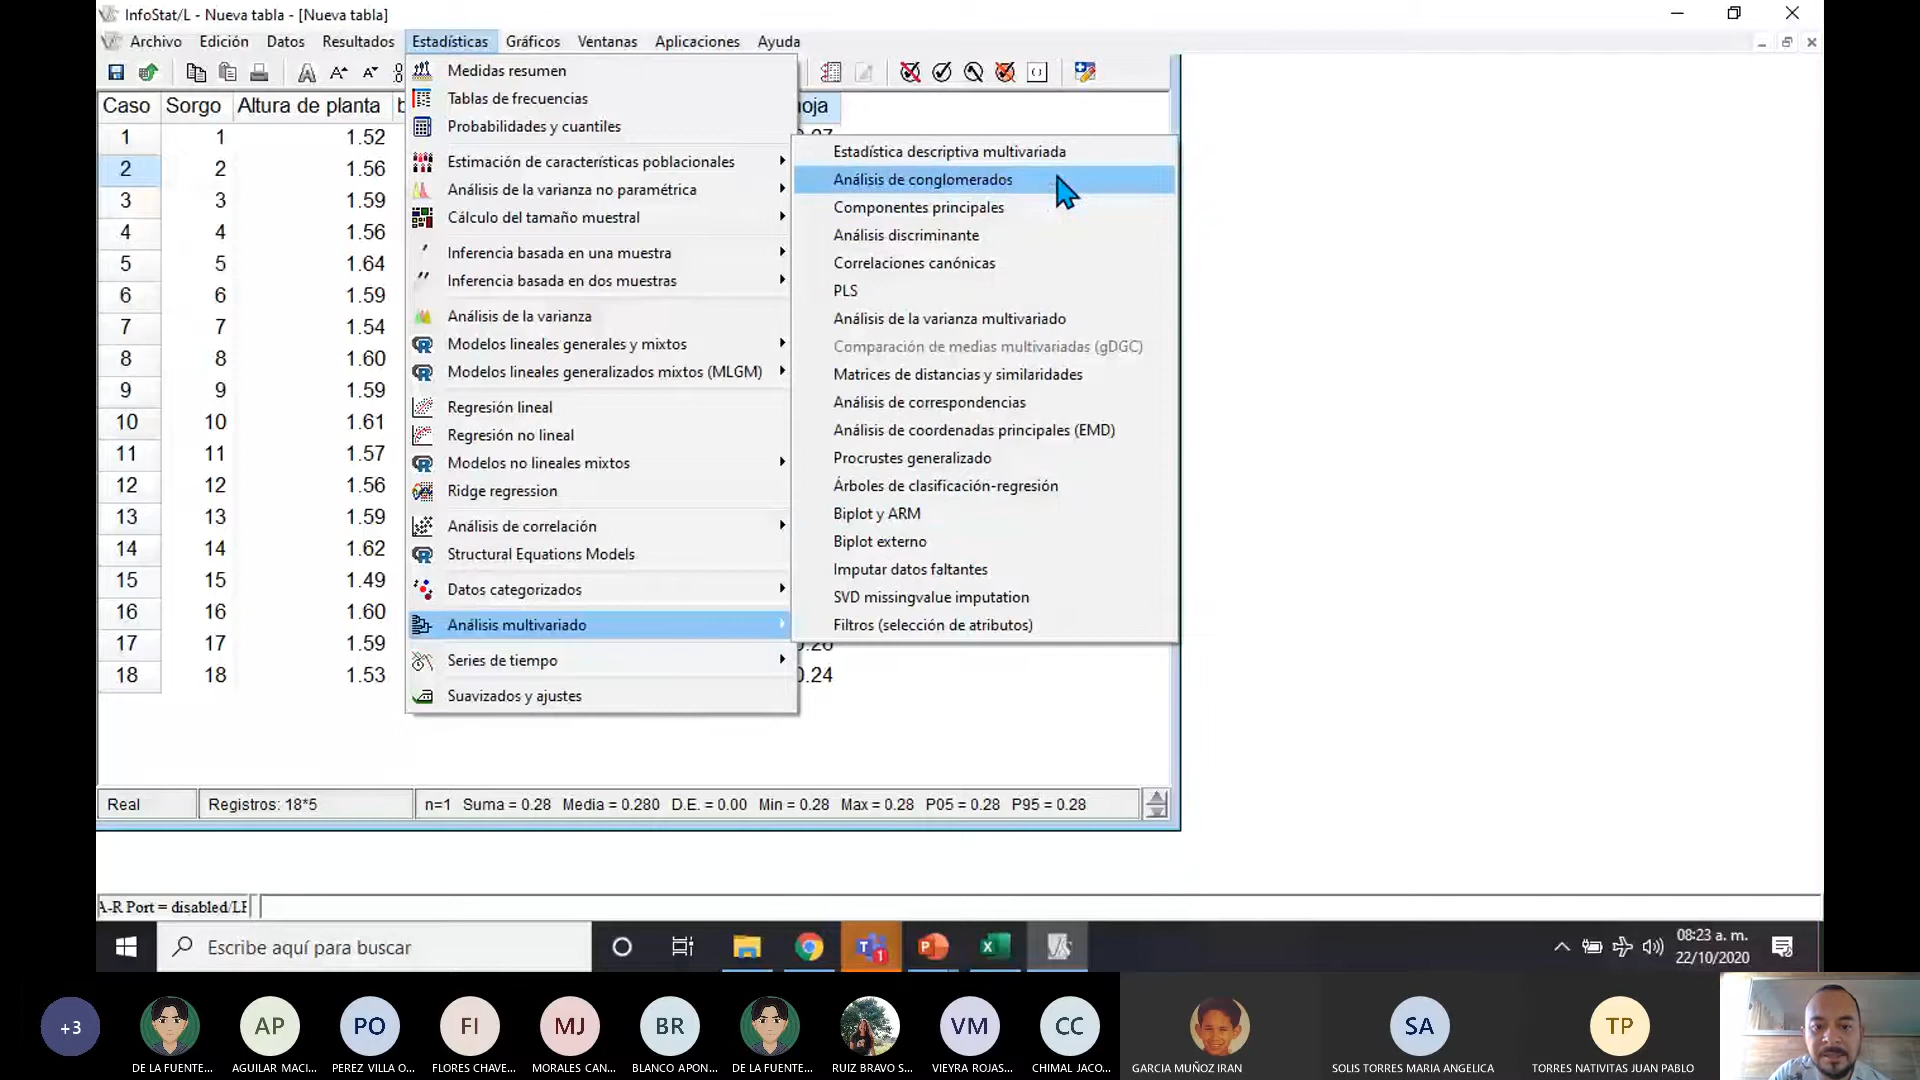 InfoStat/L - Nueva tabla - [Nueva tabla]
Archivo Edición Datos Resultados Estadísticas Gráficos Ventanas Aplicaciones Ayuda
Caso Sorgo Altura de planta
1 1 1.52
2 2 1.56
3 3 1.59
4 4 1.56
5 5 1.64
6 6 1.59
7 7 1.54
8 8 1.60
9 9 1.59
10 10 1.61
11 11 1.57
12 12 1.56
13 13 1.59
14 14 1.62
15 15 1.49
16 16 1.60
17 17 1.59
18 18 1.53 0.24
Medidas resumen
Tablas de frecuencias
Probabilidades y cuantiles
Estimación de características poblacionales
Análisis de la varianza no paramétrica
Cálculo del tamaño muestral
Inferencia basada en una muestra
Inferencia basada en dos muestras
Análisis de la varianza
Modelos lineales generales y mixtos
Modelos lineales generalizados mixtos (MLGM)
Regresión lineal
Regresión no lineal
Modelos no lineales mixtos
Ridge regression
Análisis de correlación
Structural Equations Models
Datos categorizados
Análisis multivariado
Series de tiempo
Suavizados y ajustes
Estadística descriptiva multivariada
Análisis de conglomerados
Componentes principales
Análisis discriminante
Correlaciones canónicas
PLS
Análisis de la varianza multivariado
Comparación de medias multivariadas (gDGC)
Matrices de distancias y similaridades
Análisis de correspondencias
Análisis de coordenadas principales (EMD)
Procrustes generalizado
Árboles de clasificación-regresión
Biplot y ARM
Biplot externo
Imputar datos faltantes
SVD missingvalue imputation
Filtros (selección de atributos)
Real Registros: 18*5 n=1 Suma = 0.28 Media = 0.280 D.E. = 0.00 Min = 0.28 Max = 0.28 P05 = 0.28 P95 = 0.28
A-R Port = disabled/LF
Escribe aquí para buscar
08:23 a. m.
22/10/2020
+3 AP PO FI MJ BR VM CC SA TP
DE LA FUENTE... AGUILAR MACI... PEREZ VILLA O... FLORES CHAVE... MORALES CAN... BLANCO APON... DE LA FUENTE... RUIZ BRAVO S... VIEYRA ROJAS... CHIMAL JACO... GARCIA MUÑOZ IRAN SOLIS TORRES MARIA ANGELICA TORRES NATIVITAS JUAN PABLO